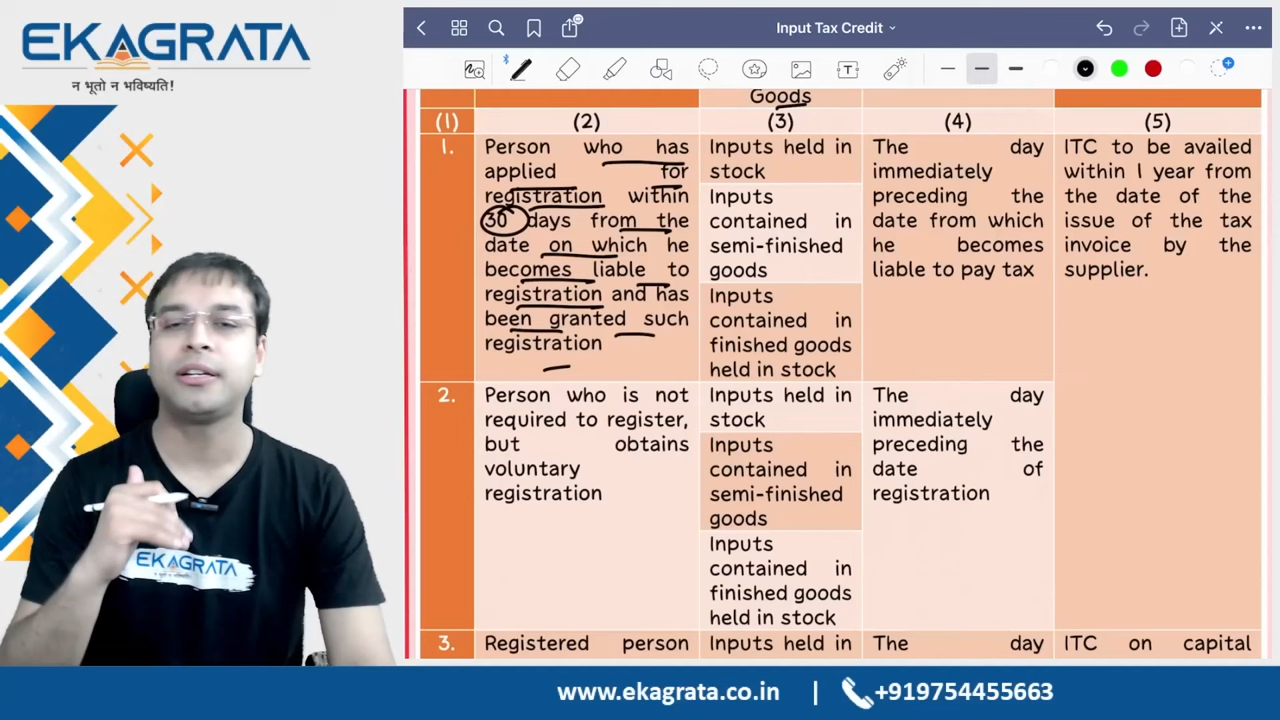 EKAGRATA
न भूतो न भविष्यति!
Input Tax Credit
Goods
(1) (2) (3) (4) (5)
1.
Person who has
applied for
registration within
30 days from the
date on which he
becomes liable to
registration and has
been granted such
registration
Inputs held in
stock
Inputs
contained in
semi-finished
goods
Inputs
contained in
finished goods
held in stock
The day
immediately
preceding the
date from which
he becomes
liable to pay tax
ITC to be availed
within 1 year from
the date of the
issue of the tax
invoice by the
supplier.
2.
Person who is not
required to register,
but obtains
voluntary
registration
Inputs held in
stock
Inputs
contained in
semi-finished
goods
Inputs
contained in
finished goods
held in stock
The day
immediately
preceding the
date of
registration
3.
Registered person
Inputs held in
The day
ITC on capital
EKAGRATA
www.ekagrata.co.in | +919754455663